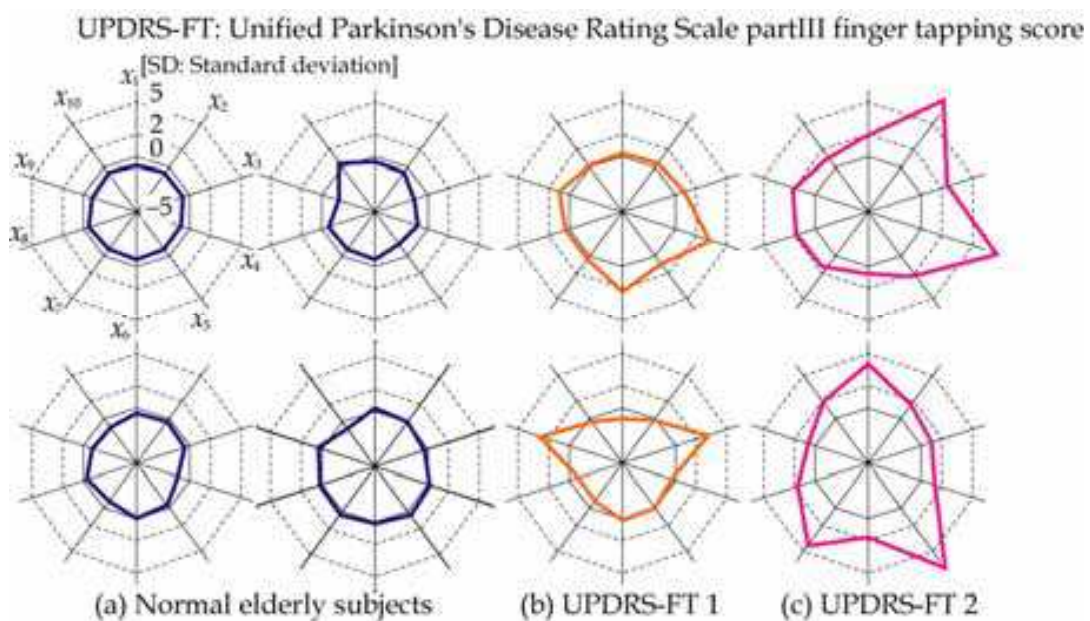 UPDRS-FT: Unified Parkinson's Disease Rating Scale partIII finger tapping score
[SD: Standard deviation]
x1
x10
5
x2
2
x9
0
x3
-5
x8
x4
x7
x5
x6
(a) Normal elderly subjects
(b) UPDRS-FT 1
(c) UPDRS-FT 2